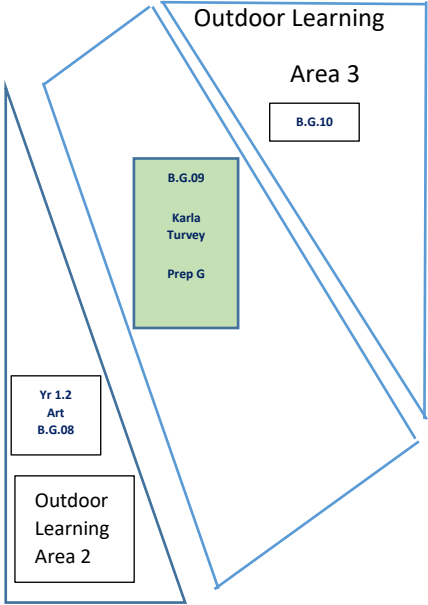 Outdoor Learning
Area 3
B.G.10
B.G.09
Karla
Turvey
Prep G
Yr 1.2
Art
B.G.08
Outdoor
Learning
Area 2